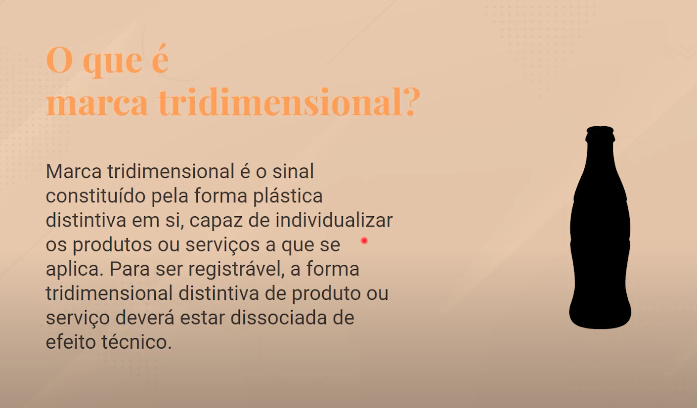 O que é
marca tridimensional?
Marca tridimensional é o sinal
constituído pela forma plástica
distintiva em si, capaz de individualizar
os produtos ou serviços a que se
aplica. Para ser registrável, a forma
tridimensional distintiva de produto ou
serviço deverá estar dissociada de
efeito técnico.